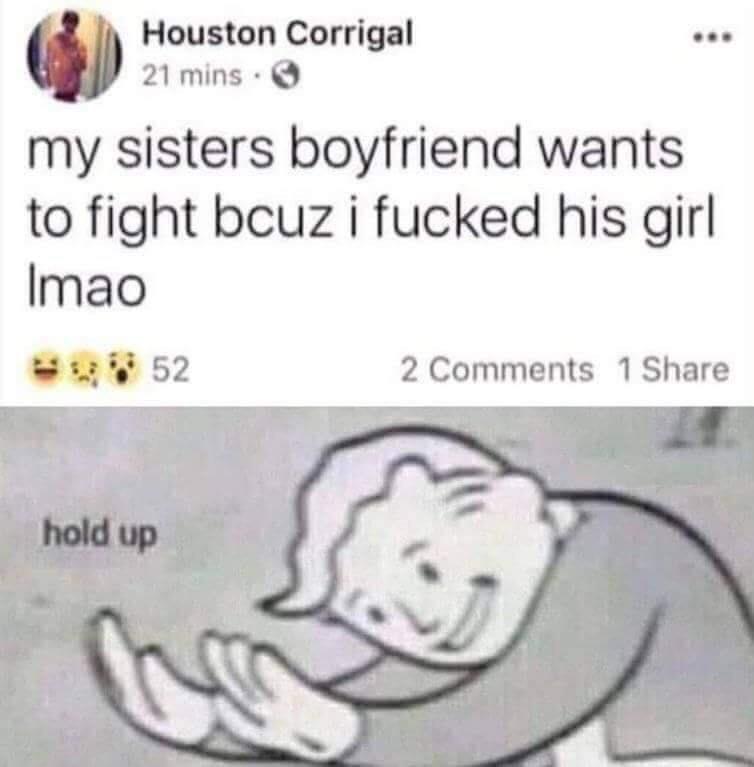 Houston Corrigal
21 mins ·
my sisters boyfriend wants
to fight bcuz i fucked his girl
lmao
52 2 Comments 1 Share
hold up